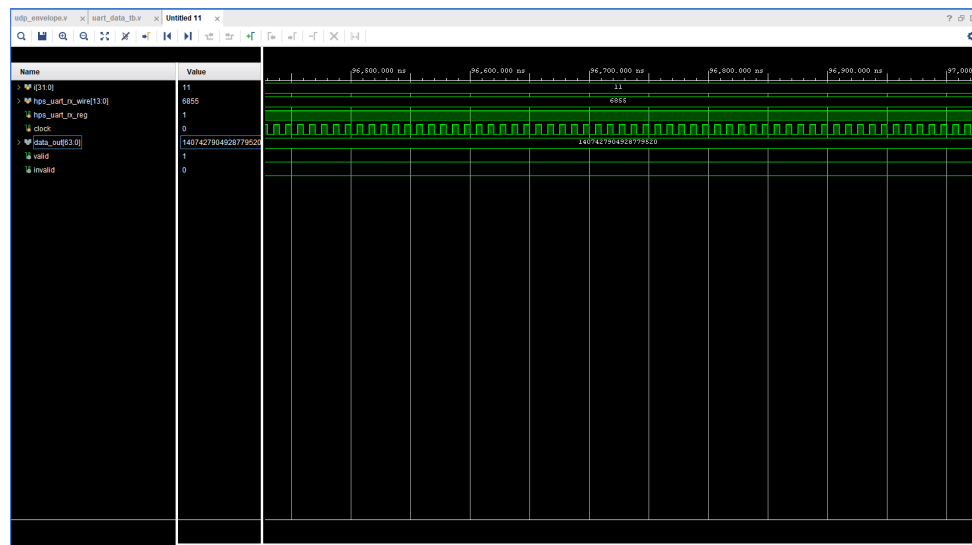 udp_envelope.v × uart_data_tb.v × Untitled 11 ×
Name Value
96,500.000 ns 96,600.000 ns 96,700.000 ns 96,800.000 ns 96,900.000 ns 97,000
i[31:0] 11 11
hps_uart_rx_wire[13:0] 6855 6855
hps_uart_rx_reg 1
clock 0
data_out[63:0] 1407427904928779520 1407427904928779520
valid 1
invalid 0